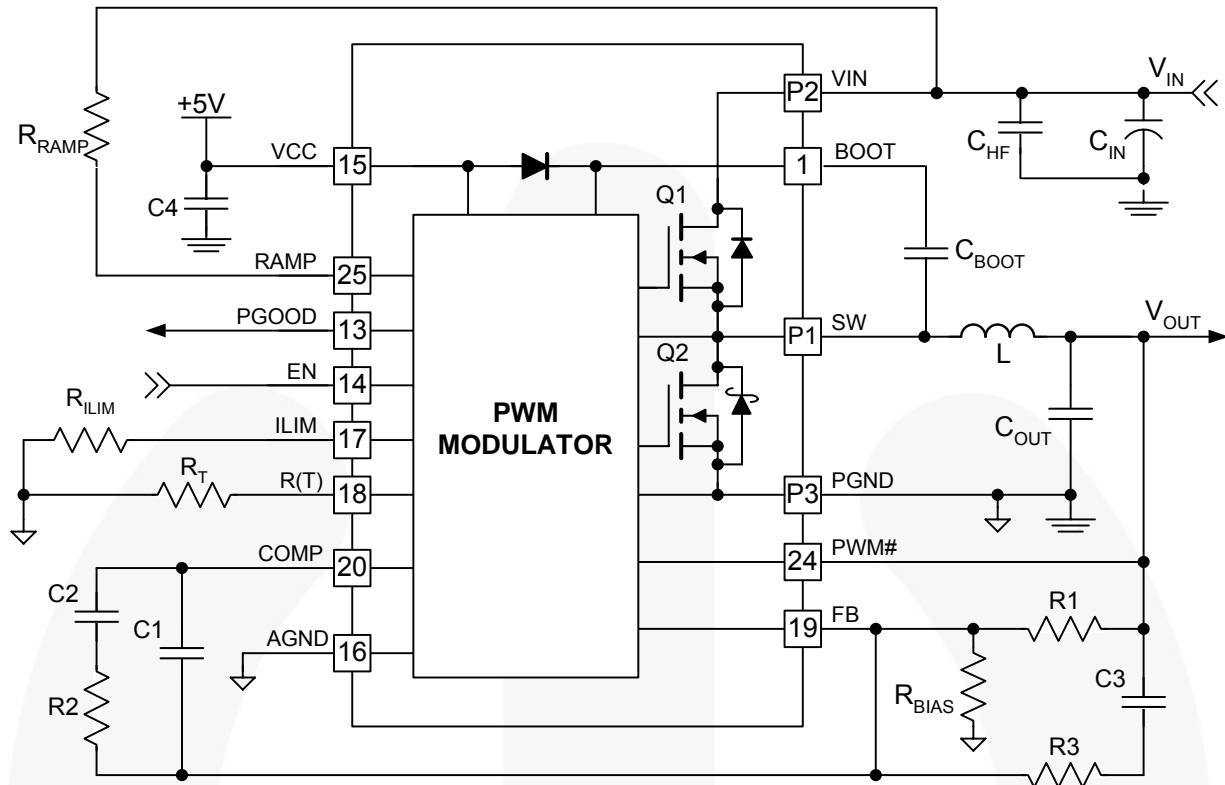 P2 VIN
V_IN
+5V
R_RAMP
C_HF
C_IN
VCC 15
1 BOOT
Q1
C4
C_BOOT
RAMP 25
PGOOD 13
P1 SW
V_OUT
L
Q2
EN 14
R_ILIM
PWM
MODULATOR
C_OUT
ILIM 17
R_T
R(T) 18
P3 PGND
COMP 20
24 PWM#
C2
C1
R1
19 FB
AGND 16
C3
R2
R_BIAS
R3